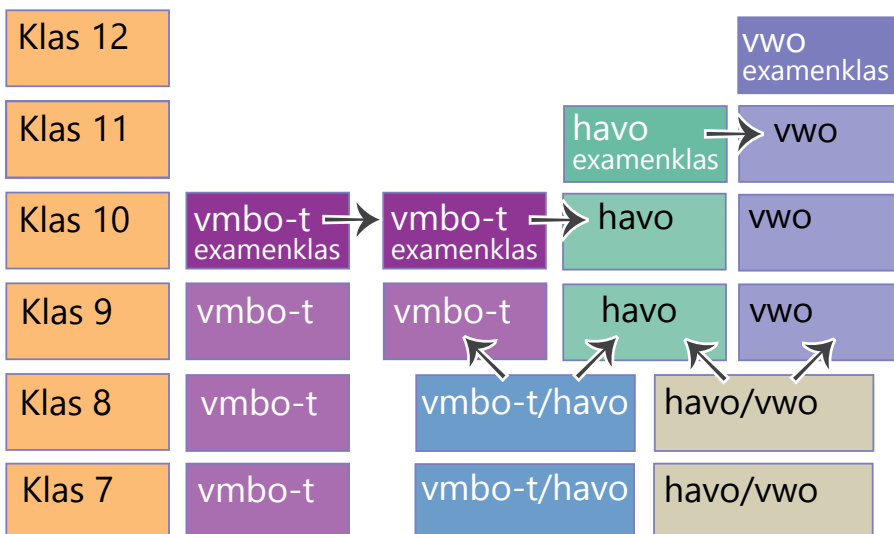 Klas 12
vwo
examenklas
Klas 11
havo
examenklas
vwo
Klas 10
vmbo-t
examenklas
vmbo-t
examenklas
havo
vwo
Klas 9
vmbo-t
vmbo-t
havo
vwo
Klas 8
vmbo-t
vmbo-t/havo
havo/vwo
Klas 7
vmbo-t
vmbo-t/havo
havo/vwo